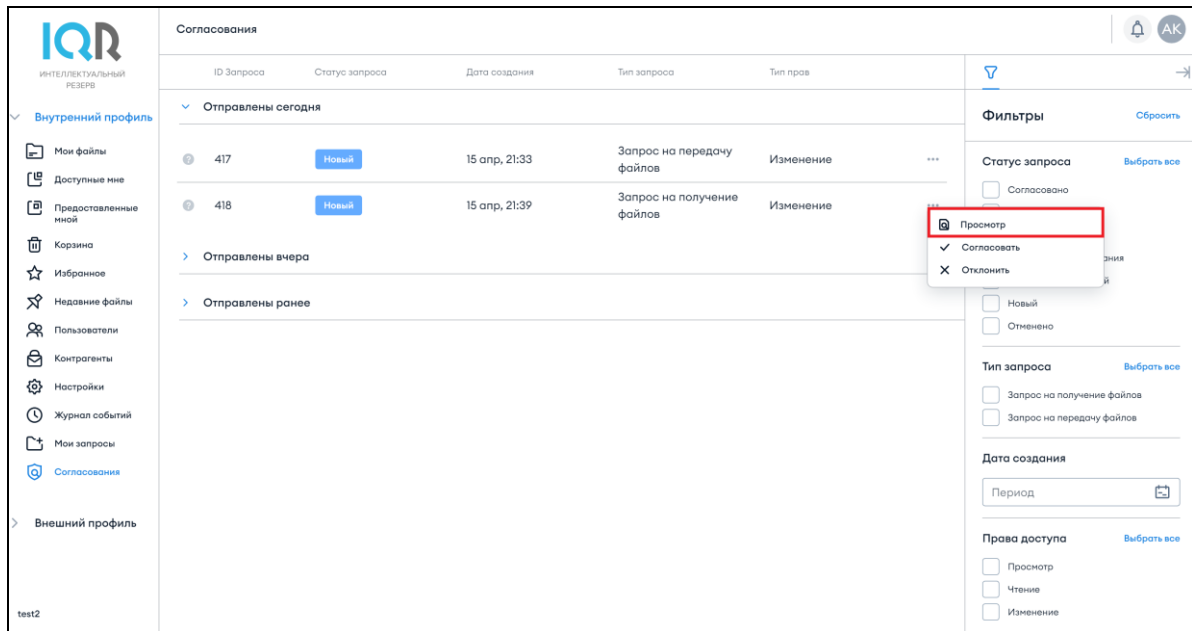 IQR
ИНТЕЛЛЕКТУАЛЬНЫЙ
РЕЗЕРВ
Внутренний профиль
Мои файлы
Доступные мне
Предоставленные
мной
Корзина
Избранное
Недавние файлы
Пользователи
Контрагенты
Настройки
Журнал событий
Мои запросы
Согласования
Внешний профиль
test2
Согласования
AK
ID Запроса Статус запроса Дата создания Тип запроса Тип прав
Отправлены сегодня
417 Новый 15 апр, 21:33 Запрос на передачу
файлов Изменение
418 Новый 15 апр, 21:39 Запрос на получение
файлов Изменение
Отправлены вчера
Отправлены ранее
Просмотр
Согласовать
Отклонить
Фильтры Сбросить
Статус запроса Выбрать все
Согласовано
Новый
Отменено
Тип запроса Выбрать все
Запрос на получение файлов
Запрос на передачу файлов
Дата создания
Период
Права доступа Выбрать все
Просмотр
Чтение
Изменение